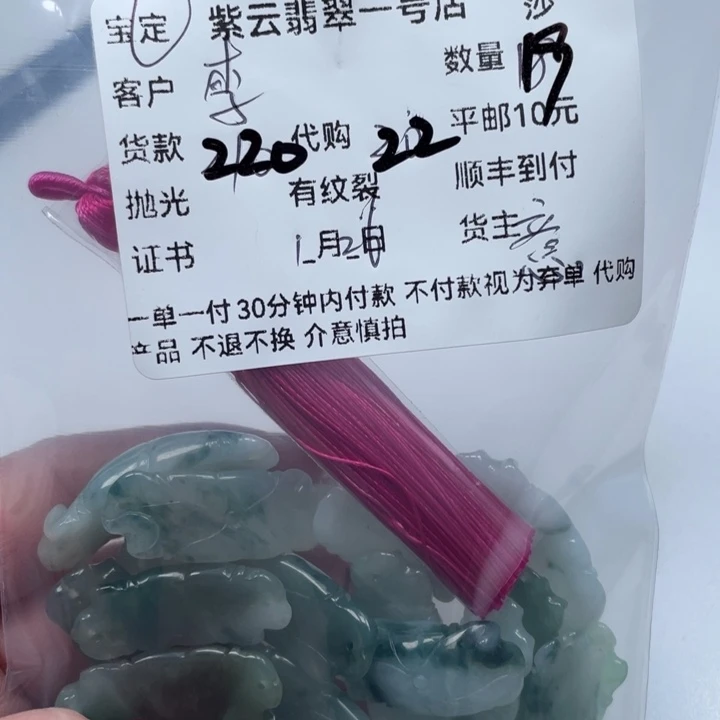 宝定 紫云翡翠一号店 莎
客户 李 数量
货款 220 代购 22 平邮10元
抛光 有纹裂 顺丰到付
证书 1月2日 货主
一单一付 30分钟内付款 不付款视为弃单 代购
产品 不退不换 介意慎拍